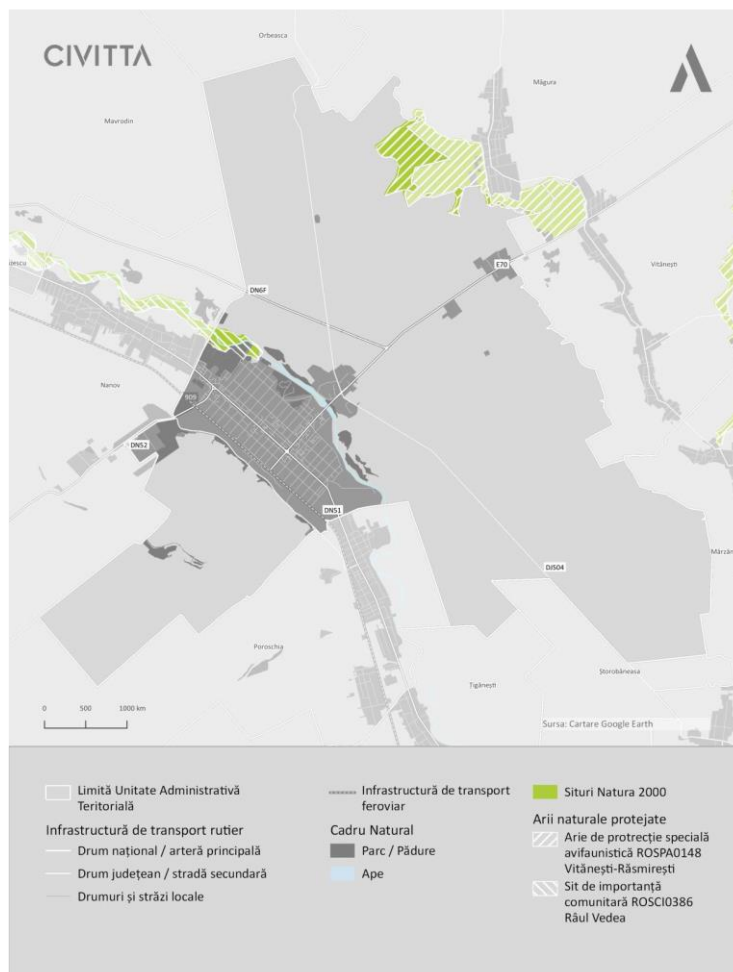 Orbeasca
CIVITTA
Măgura
Mavrodin
Vitănești
E70
DN6F
Nanov
DN52
DN51
DJ504
Poroschia
Storobăneasa
Țigănești
0 500 1000 km
Sursa: Cartare Google Earth
Limită Unitate Administrativă
Teritorială
Infrastructură de transport rutier
Drum național / arteră principală
Drum județean / stradă secundară
Drumuri și străzi locale
Infrastructură de transport
feroviar
Cadru Natural
Parc / Pădure
Ape
Situri Natura 2000
Arii naturale protejate
Arie de protrecție specială
avifaunistică ROSPA0148
Vitănești-Răsmirești
Sit de importanță
comunitară ROSCI0386
Râul Vedea